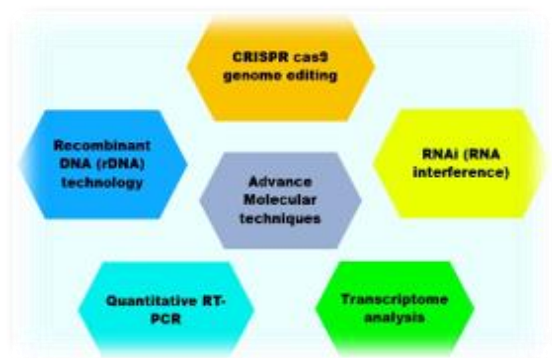 CRISPR cas9
genome editing
Recombinant
DNA (rDNA)
technology
RNAi (RNA
interference)
Advance
Molecular
techniques
Quantitative RT-
PCR
Transcriptome
analysis